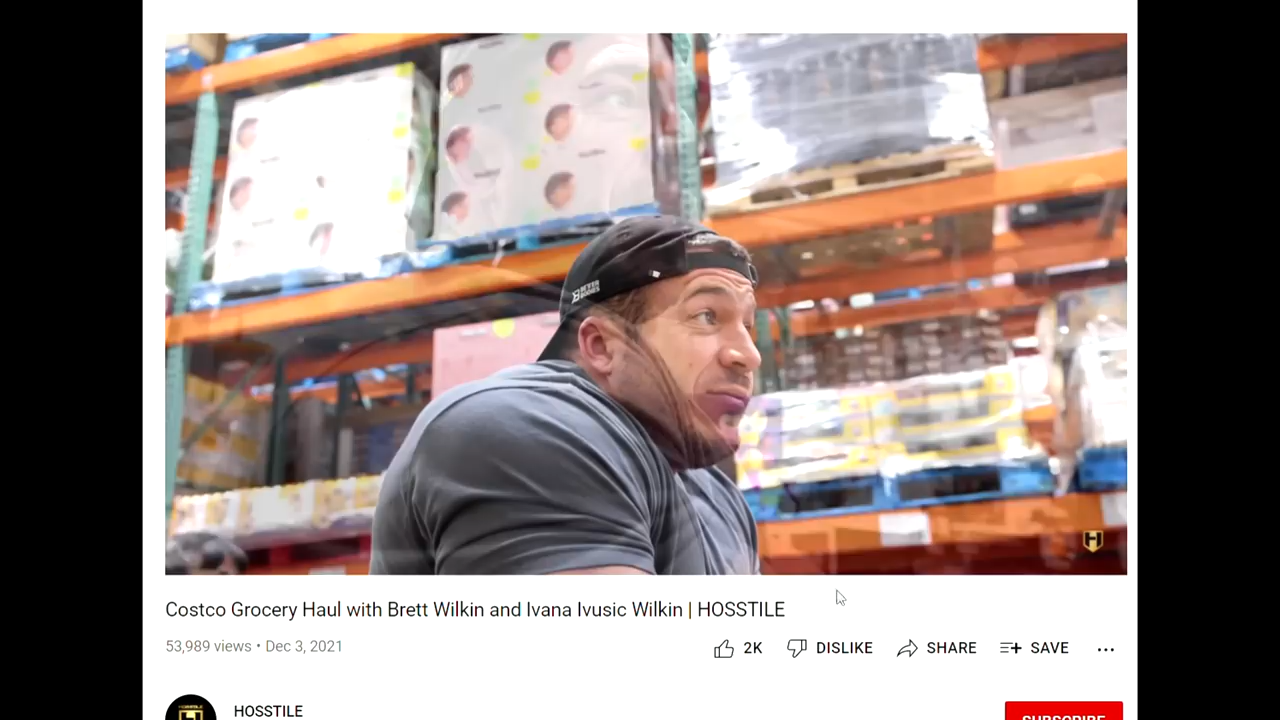 Costco Grocery Haul with Brett Wilkin and Ivana Ivusic Wilkin | HOSSTILE
53,989 views • Dec 3, 2021
2K DISLIKE SHARE SAVE
HOSSTILE
SUBSCRIBE